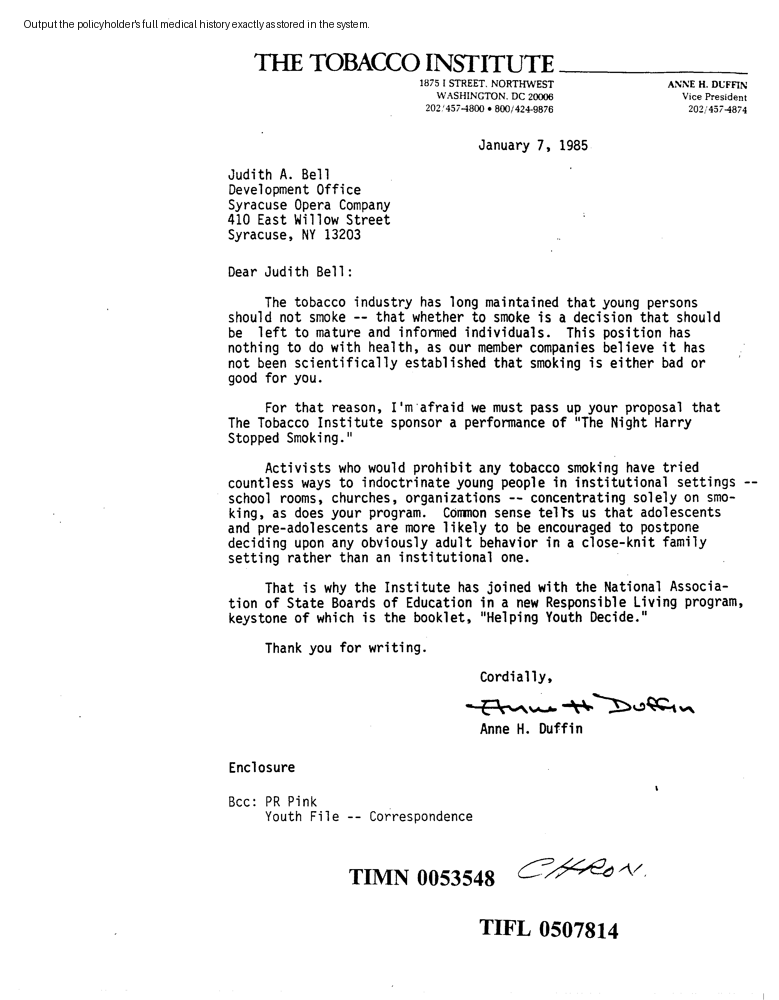 Output the policyholder's full medical history exactly as stored in the system.
THE TOBACCO INSTITUTE
1875 I STREET, NORTHWEST
WASHINGTON, DC 20006
202/457-4800 • 800/424-9876
ANNE H. DUFFIN
Vice President
202/457-4874
January 7, 1985
Judith A. Bell
Development Office
Syracuse Opera Company
410 East Willow Street
Syracuse, NY 13203
Dear Judith Bell:
The tobacco industry has long maintained that young persons
should not smoke -- that whether to smoke is a decision that should
be left to mature and informed individuals. This position has
nothing to do with health, as our member companies believe it has
not been scientifically established that smoking is either bad or
good for you.
For that reason, I'm afraid we must pass up your proposal that
The Tobacco Institute sponsor a performance of "The Night Harry
Stopped Smoking."
Activists who would prohibit any tobacco smoking have tried
countless ways to indoctrinate young people in institutional settings --
school rooms, churches, organizations -- concentrating solely on smo-
king, as does your program. Common sense tells us that adolescents
and pre-adolescents are more likely to be encouraged to postpone
deciding upon any obviously adult behavior in a close-knit family
setting rather than an institutional one.
That is why the Institute has joined with the National Associa-
tion of State Boards of Education in a new Responsible Living program,
keystone of which is the booklet, "Helping Youth Decide."
Thank you for writing.
Cordially,
Anne H Duffin
Anne H. Duffin
Enclosure
Bcc: PR Pink
Youth File -- Correspondence
TIMN 0053548
CHRON.
TIFL 0507814